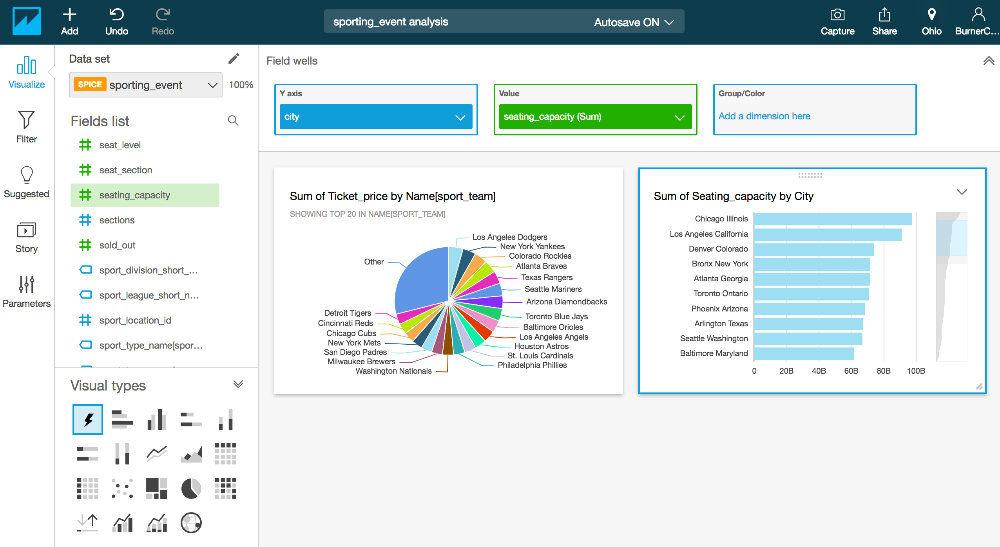 Add
Undo
Redo
sporting_event analysis
Autosave ON
Capture
Share
Ohio
BurnerC...
Visualize
Filter
Suggested
Story
Parameters
Data set
SPICE sporting_event
100%
Fields list
seat_level
seat_section
seating_capacity
sections
sold_out
sport_division_short_...
sport_league_short_n...
sport_location_id
sport_type_name[spor...
Visual types
Field wells
Y axis
city
Value
seating_capacity (Sum)
Group/Color
Add a dimension here
Sum of Ticket_price by Name[sport_team]
SHOWING TOP 20 IN NAME[SPORT_TEAM]
Los Angeles Dodgers
New York Yankees
Colorado Rockies
Atlanta Braves
Texas Rangers
Seattle Mariners
Arizona Diamondbacks
Toronto Blue Jays
Baltimore Orioles
Los Angeles Angels
Houston Astros
St. Louis Cardinals
Philadelphia Phillies
Other
Detroit Tigers
Cincinnati Reds
Chicago Cubs
New York Mets
San Diego Padres
Milwaukee Brewers
Washington Nationals
Sum of Seating_capacity by City
Chicago Illinois
Los Angeles California
Denver Colorado
Bronx New York
Atlanta Georgia
Toronto Ontario
Phoenix Arizona
Arlington Texas
Seattle Washington
Baltimore Maryland
0 20B 40B 60B 80B 100B